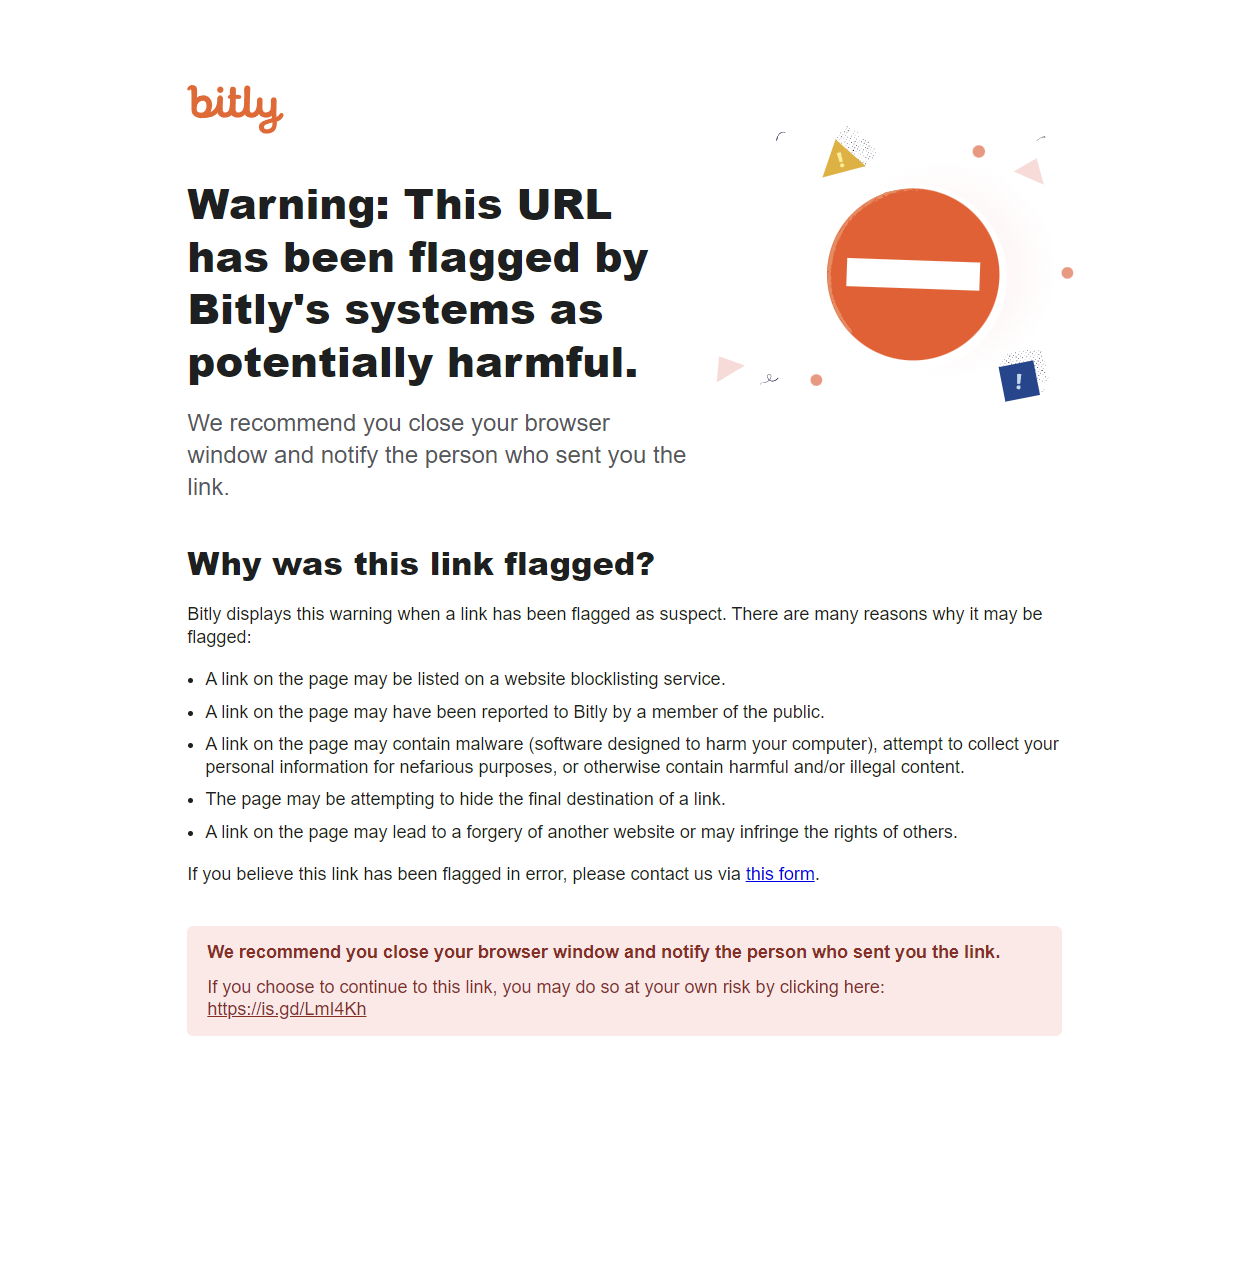 bitly
Warning: This URL
has been flagged by
Bitly's systems as
potentially harmful.
We recommend you close your browser
window and notify the person who sent you the
link.
Why was this link flagged?
Bitly displays this warning when a link has been flagged as suspect. There are many reasons why it may be
flagged:
• A link on the page may be listed on a website blocklisting service.
• A link on the page may have been reported to Bitly by a member of the public.
• A link on the page may contain malware (software designed to harm your computer), attempt to collect your
personal information for nefarious purposes, or otherwise contain harmful and/or illegal content.
• The page may be attempting to hide the final destination of a link.
• A link on the page may lead to a forgery of another website or may infringe the rights of others.
If you believe this link has been flagged in error, please contact us via this form.
We recommend you close your browser window and notify the person who sent you the link.
If you choose to continue to this link, you may do so at your own risk by clicking here:
https://is.gd/LmI4Kh